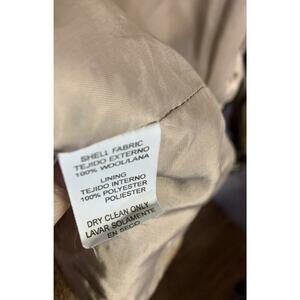 SHELL FABRIC
TEJIDO EXTERNO
100% WOOL/LANA
LINING
TEJIDO INTERNO
100% POLYESTER
POLIESTER
DRY CLEAN ONLY
LAVAR SOLAMENTE
EN SECO